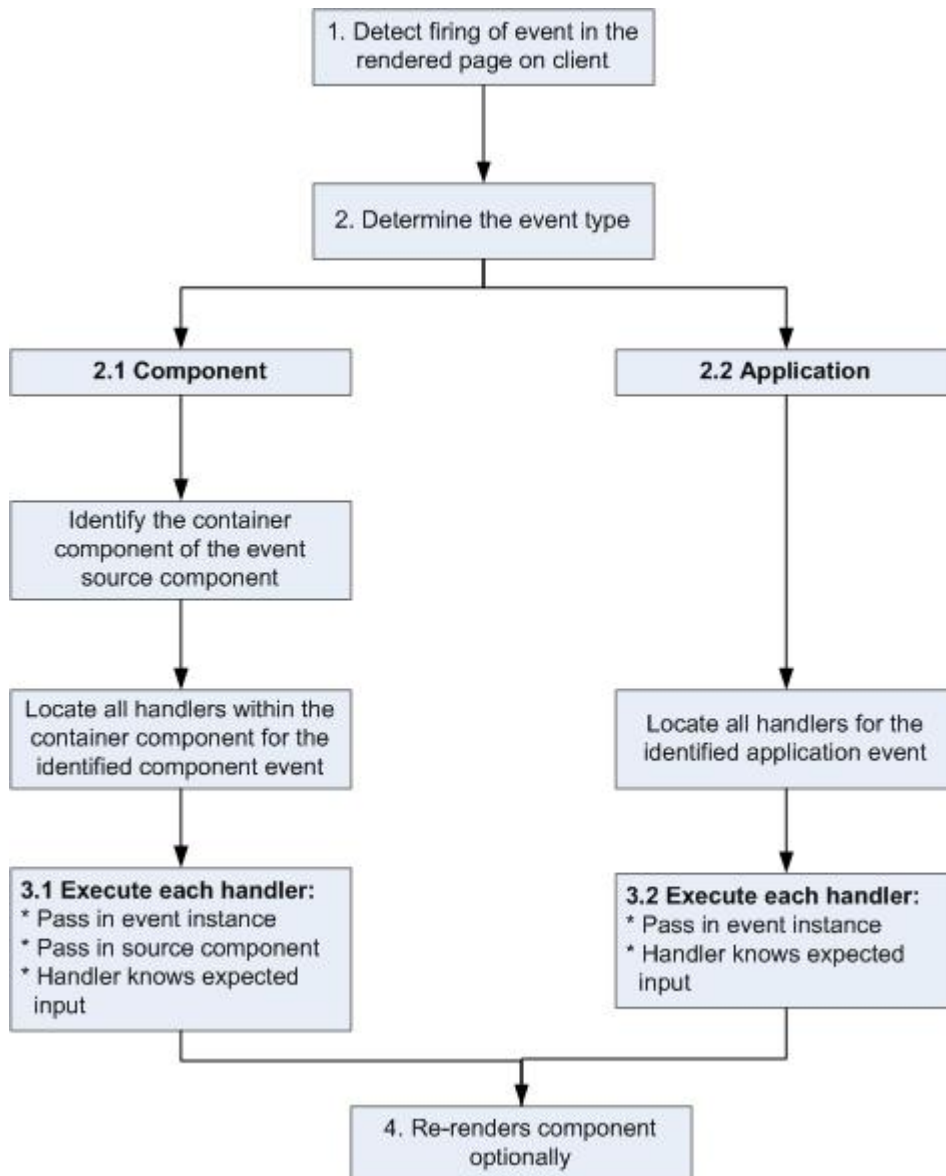 1. Detect firing of event in the
rendered page on client
2. Determine the event type
2.1 Component
2.2 Application
Identify the container
component of the event
source component
Locate all handlers within the
container component for the
identified component event
Locate all handlers for the
identified application event
3.1 Execute each handler:
* Pass in event instance
* Pass in source component
* Handler knows expected
input
3.2 Execute each handler:
* Pass in event instance
* Handler knows expected
input
4. Re-renders component
optionally